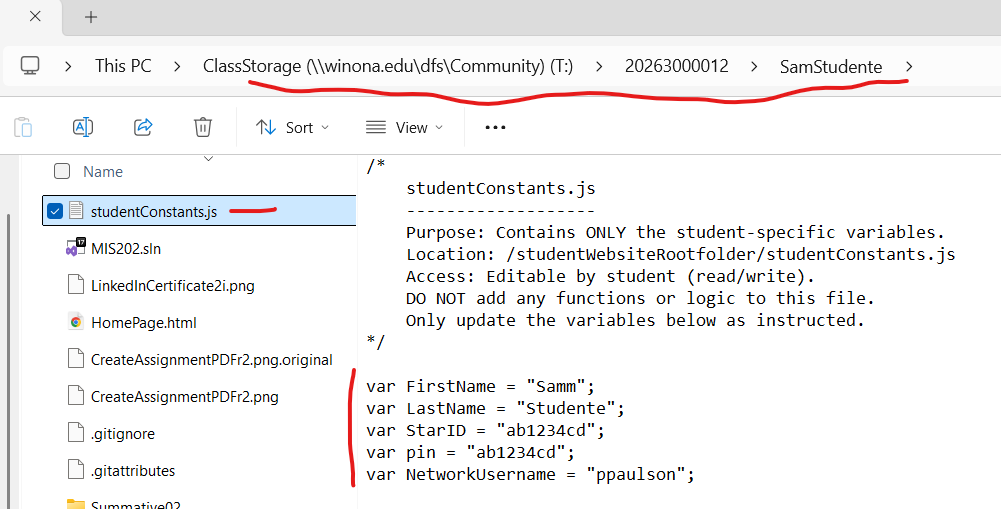 This PC > ClassStorage (\\winona.edu\dfs\Community) (T:) > 20263000012 > SamStudente >
Sort View
Name
studentConstants.js
MIS202.sln
LinkedInCertificate2i.png
HomePage.html
CreateAssignmentPDFr2.png.original
CreateAssignmentPDFr2.png
.gitignore
.gitattributes
Summative02
/*
studentConstants.js
-------------------
Purpose: Contains ONLY the student-specific variables.
Location: /studentWebsiteRootfolder/studentConstants.js
Access: Editable by student (read/write).
DO NOT add any functions or logic to this file.
Only update the variables below as instructed.
*/
var FirstName = "Samm";
var LastName = "Studente";
var StarID = "ab1234cd";
var pin = "ab1234cd";
var NetworkUsername = "ppaulson";